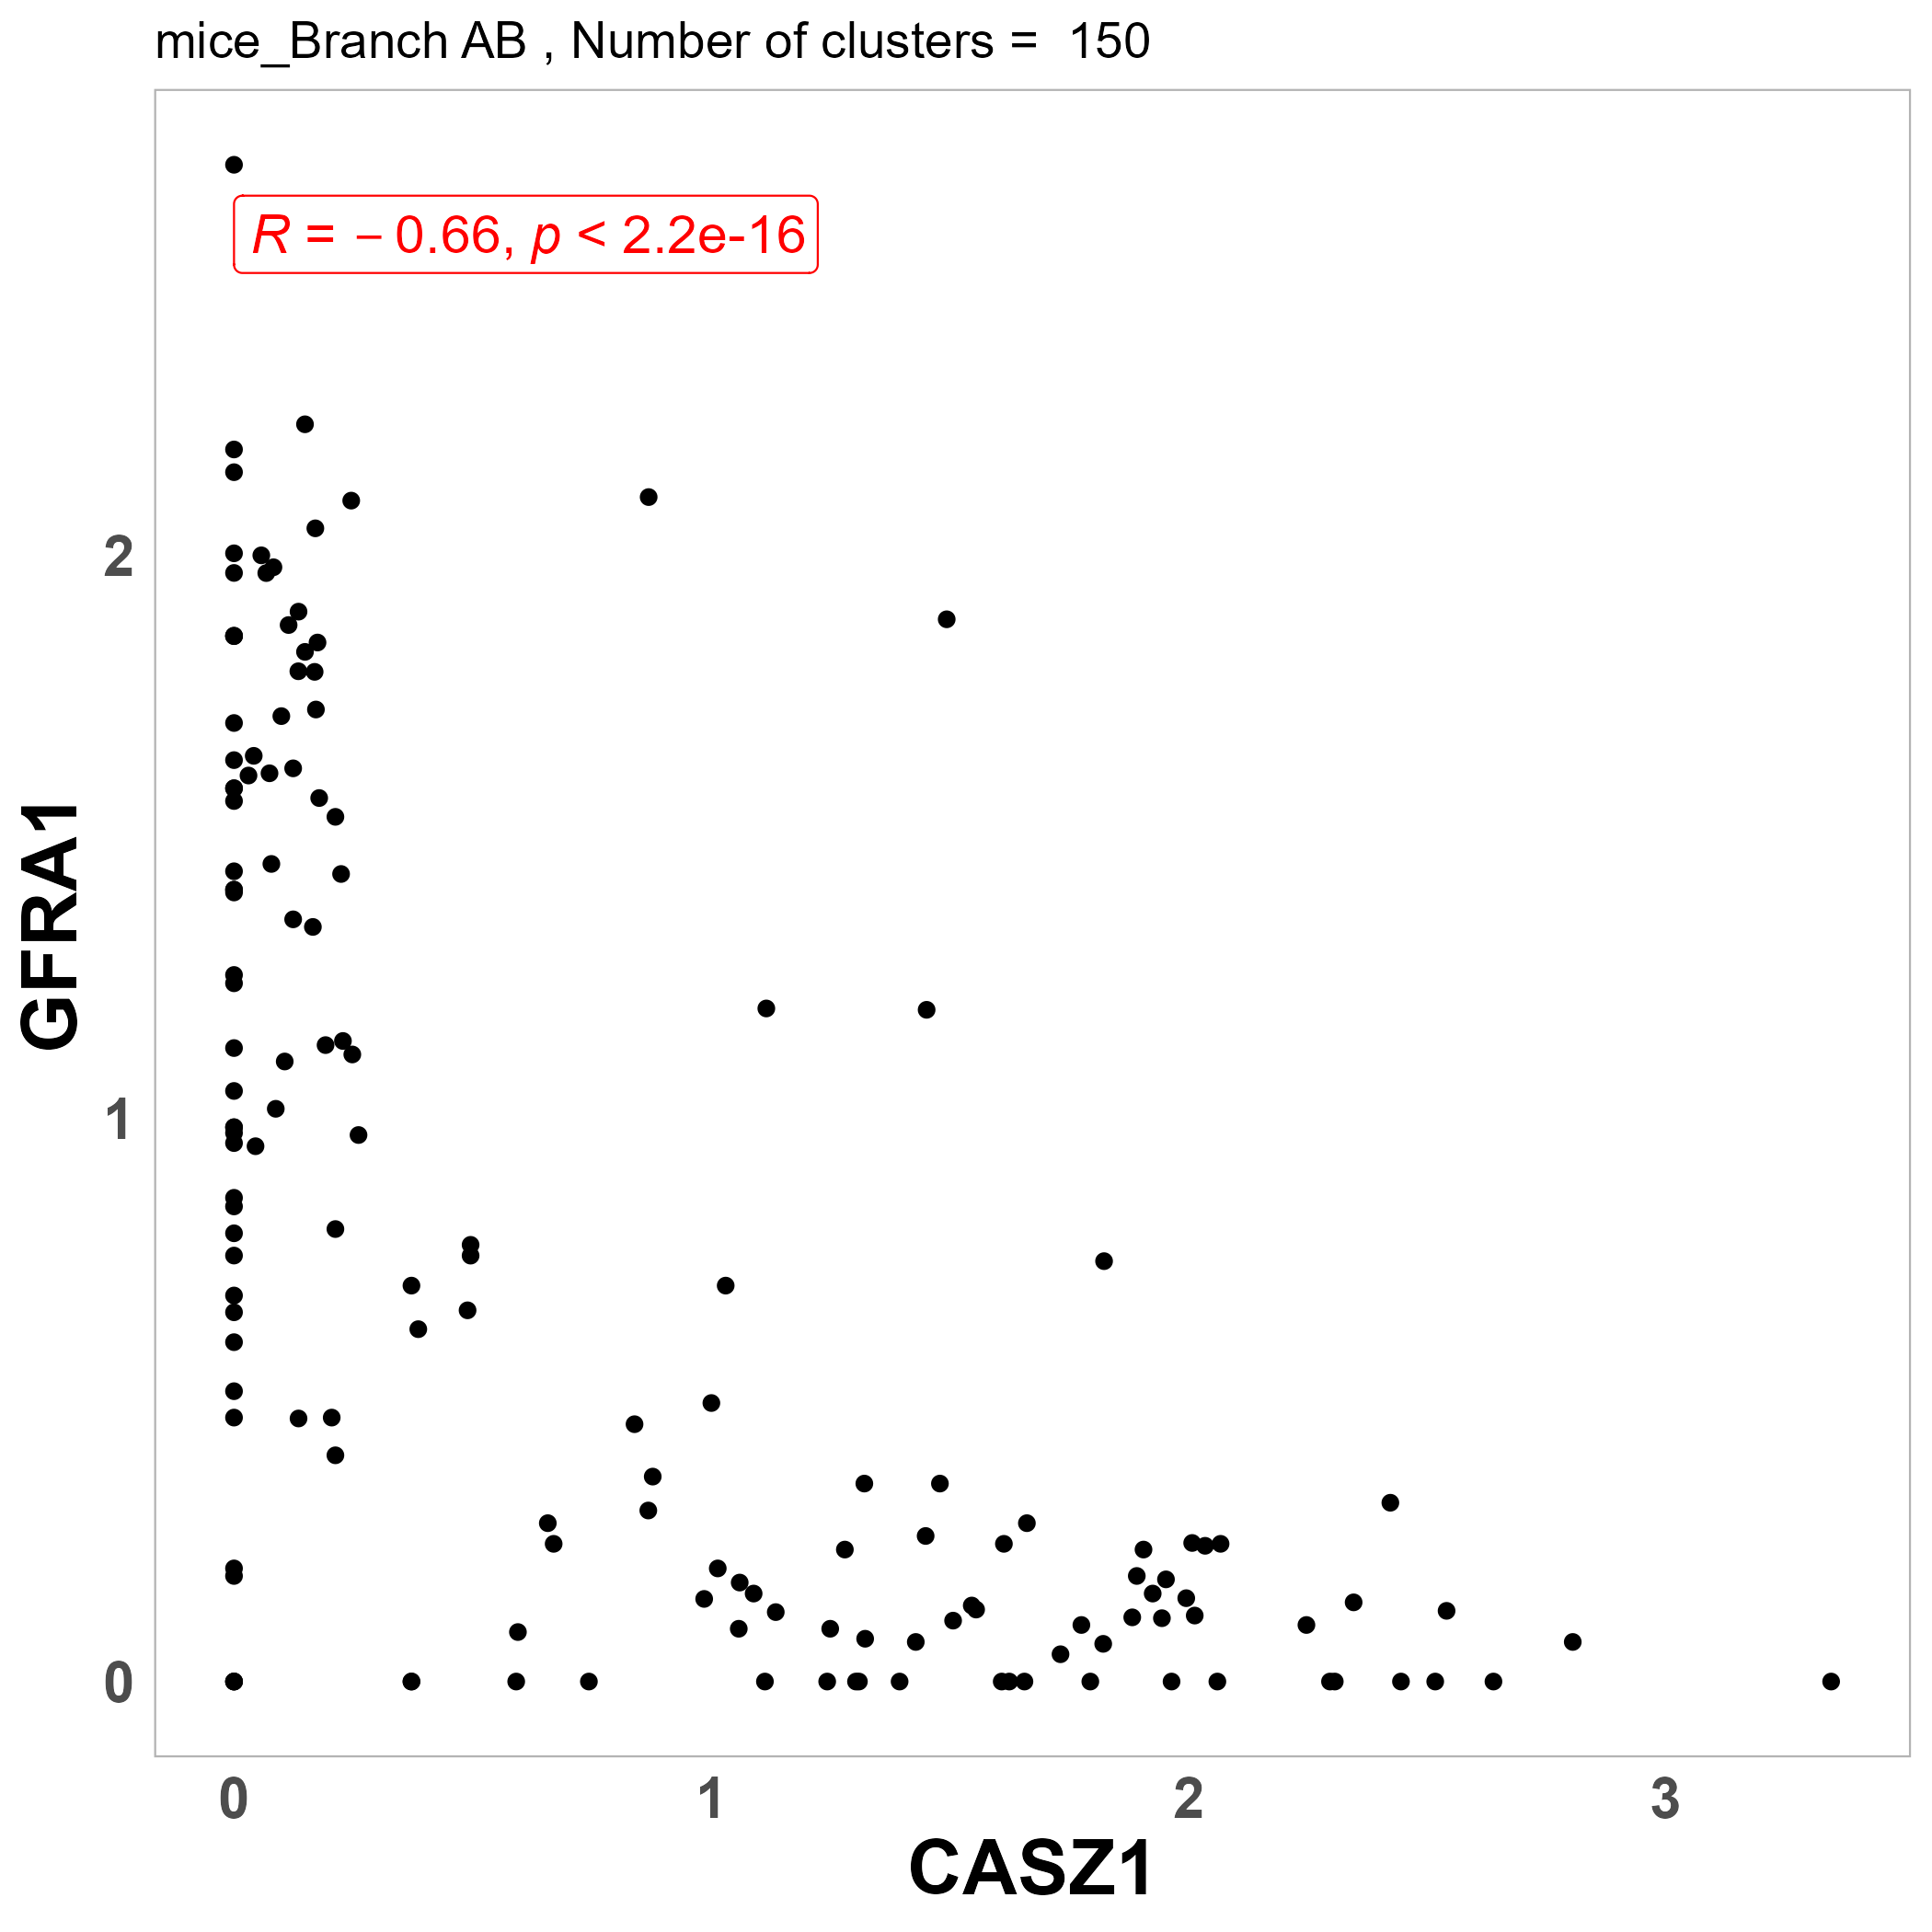 mice_Branch AB , Number of clusters =  150
R = − 0.66, p < 2.2e-16
GFRA1
2
1
0
0 1 2 3
CASZ1